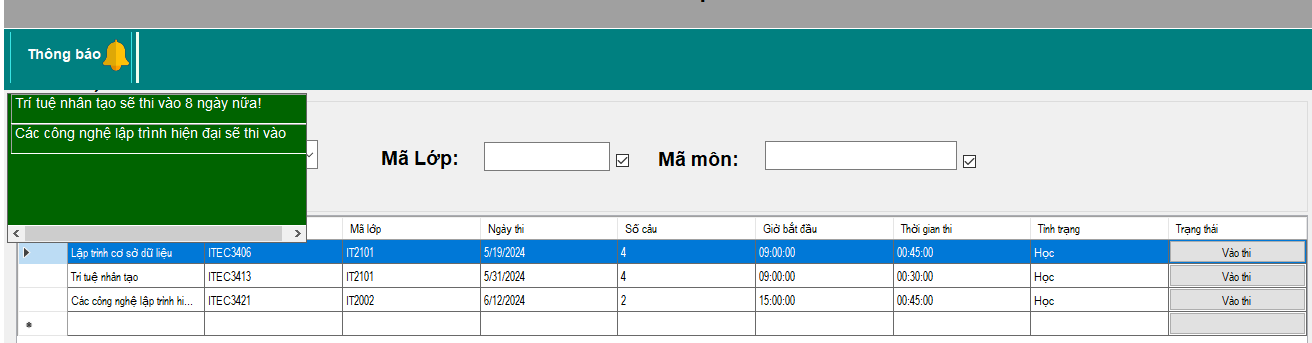 Thông báo
Trí tuệ nhân tạo sẽ thi vào 8 ngày nữa!
Các công nghệ lập trình hiện đại sẽ thi vào
Mã Lớp: Mã môn:
Mã lớp Ngày thi Số câu Giờ bắt đầu Thời gian thi Tình trạng Trạng thái
Lập trình cơ sở dữ liệu ITEC3406 IT2101 5/19/2024 4 09:00:00 00:45:00 Học Vào thi
Trí tuệ nhân tạo ITEC3413 IT2101 5/31/2024 4 09:00:00 00:30:00 Học Vào thi
Các công nghệ lập trình hi... ITEC3421 IT2002 6/12/2024 2 15:00:00 00:45:00 Học Vào thi